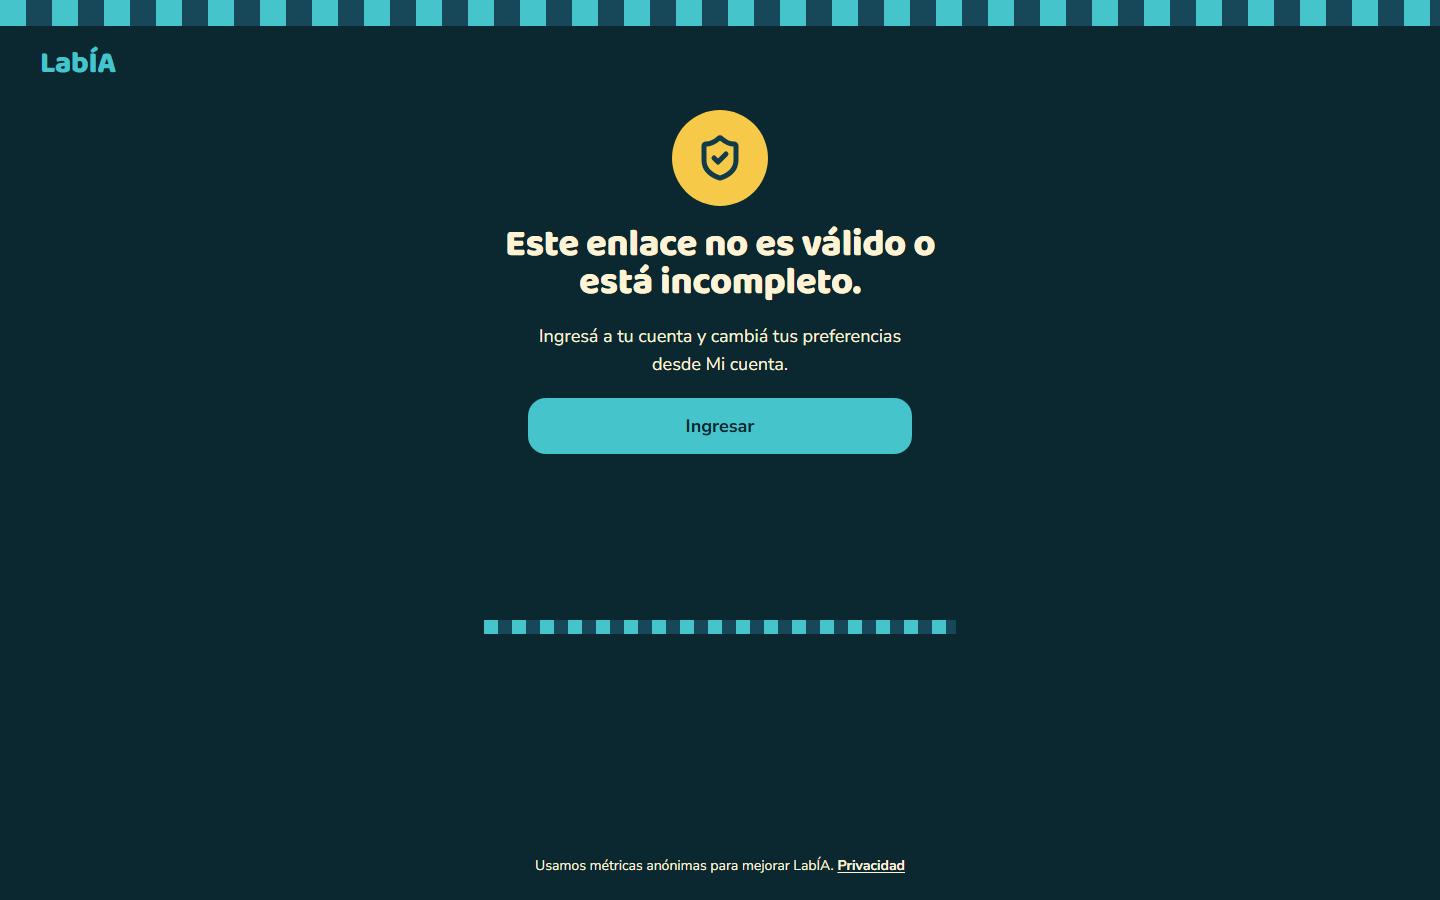 LabÍA
Este enlace no es válido o
está incompleto.
Ingresá a tu cuenta y cambiá tus preferencias
desde Mi cuenta.
Ingresar
Usamos métricas anónimas para mejorar LabÍA. Privacidad